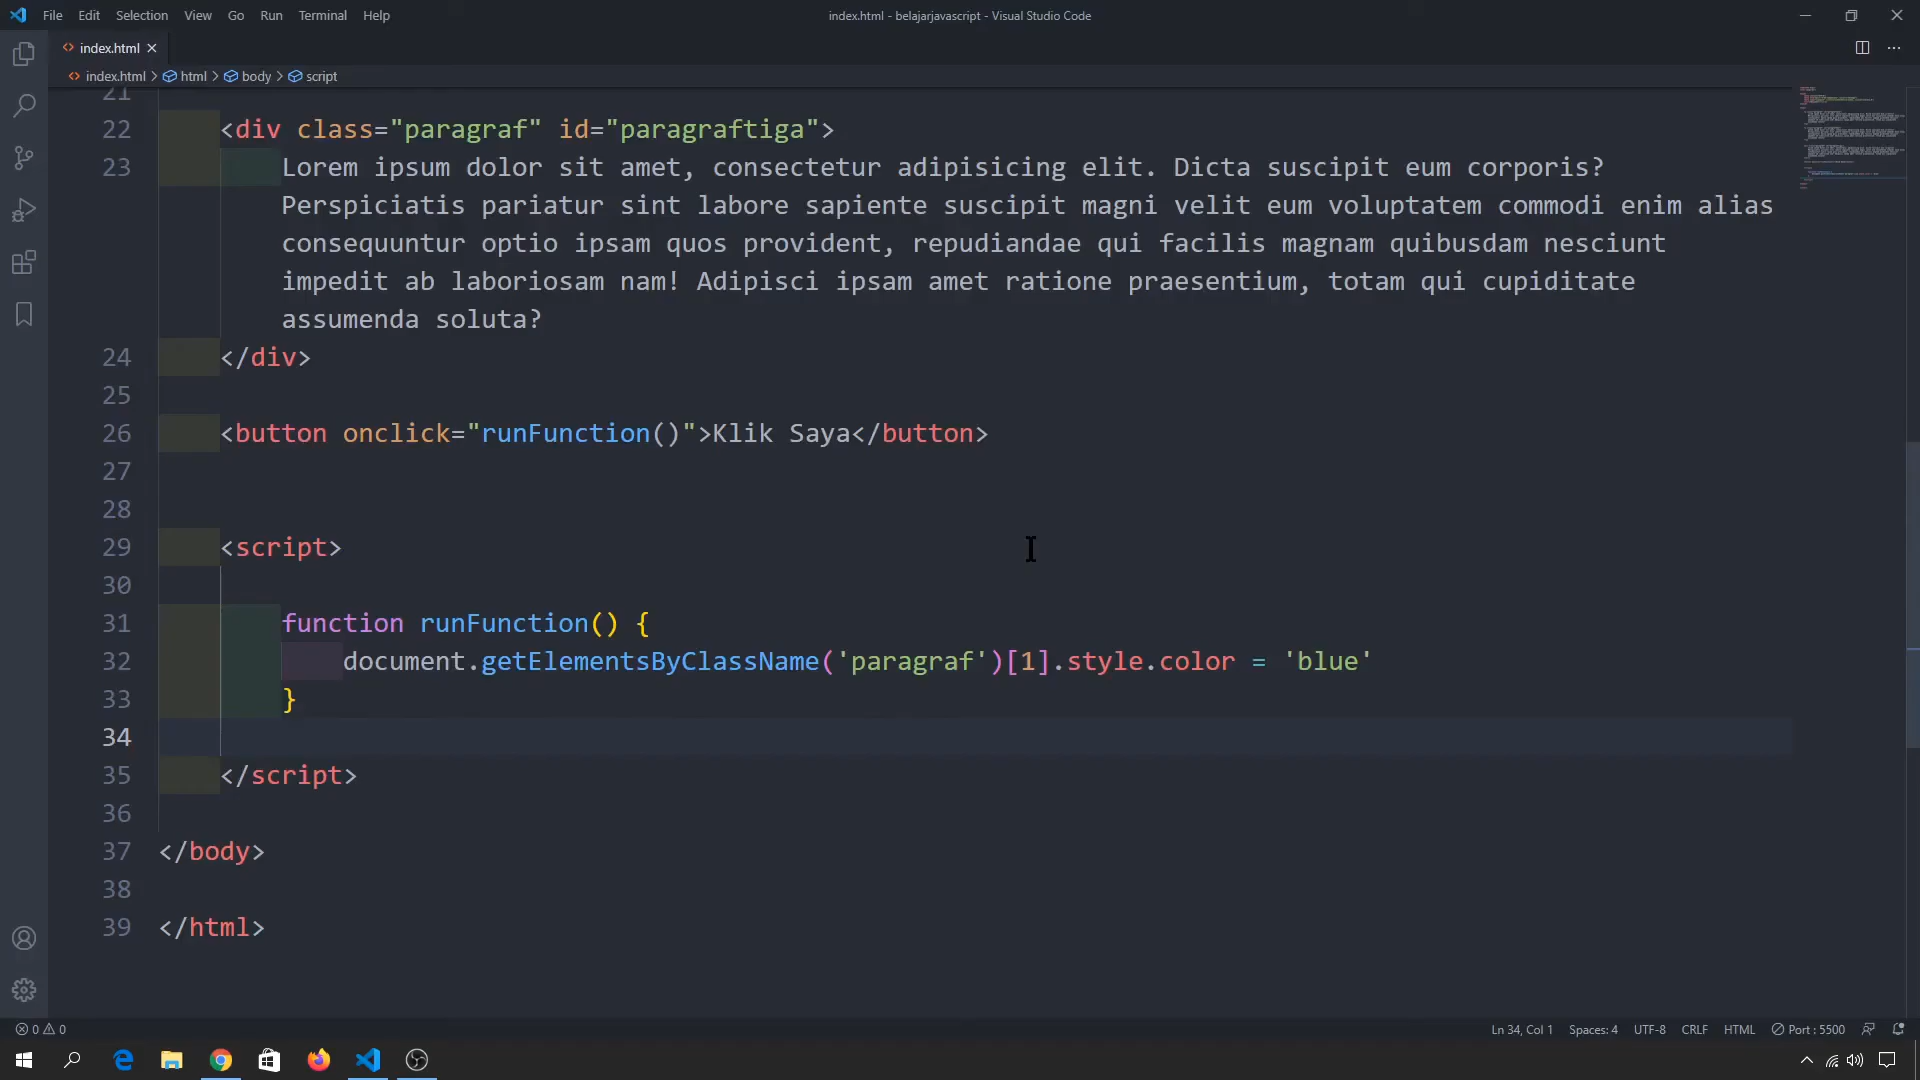 File Edit Selection View Go Run Terminal Help
index.html - belajarjavascript - Visual Studio Code
index.html
index.html > html > body > script
21
22 <div class="paragraf" id="paragraftiga">
23 Lorem ipsum dolor sit amet, consectetur adipisicing elit. Dicta suscipit eum corporis?
Perspiciatis pariatur sint labore sapiente suscipit magni velit eum voluptatem commodi enim alias
consequuntur optio ipsam quos provident, repudiandae qui facilis magnam quibusdam nesciunt
impedit ab laboriosam nam! Adipisci ipsam amet ratione praesentium, totam qui cupiditate
assumenda soluta?
24 </div>
25
26 <button onclick="runFunction()">Klik Saya</button>
27
28
29 <script>
30
31 function runFunction() {
32 document.getElementsByClassName('paragraf')[1].style.color = 'blue'
33 }
34
35 </script>
36
37 </body>
38
39 </html>
0 0 Ln 34, Col 1 Spaces: 4 UTF-8 CRLF HTML Port : 5500